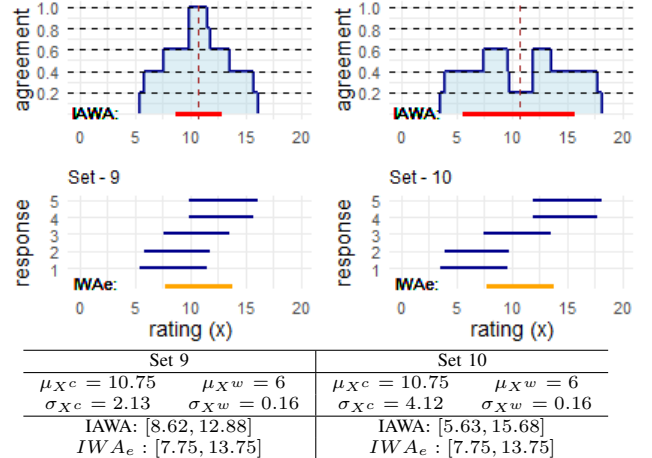 1.0 1.0
0.8 0.8
0.6 0.6
0.4 0.4
0.2 0.2
agreement agreement
IAWA: IAWA:
0 5 10 15 20 0 5 10 15 20
Set - 9 Set - 10
5 5
4 4
3 3
2 2
1 1
response response
IWAe: IWAe:
0 5 10 15 20 0 5 10 15 20
rating (x) rating (x)
Set 9 Set 10
μ_{X^c} = 10.75 μ_{X^w} = 6 μ_{X^c} = 10.75 μ_{X^w} = 6
σ_{X^c} = 2.13 σ_{X^w} = 0.16 σ_{X^c} = 4.12 σ_{X^w} = 0.16
IAWA: [8.62, 12.88] IAWA: [5.63, 15.68]
IWA_e : [7.75, 13.75] IWA_e : [7.75, 13.75]